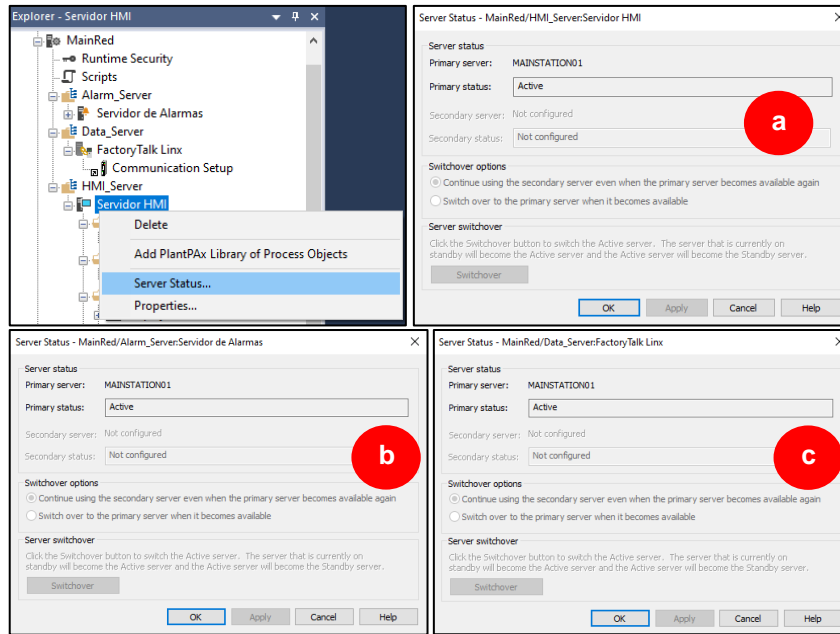 Explorer - Servidor HMI
MainRed
Runtime Security
Scripts
Alarm_Server
Servidor de Alarmas
Data_Server
FactoryTalk Linx
Communication Setup
HMI_Server
Servidor HMI
Delete
Add PlantPAx Library of Process Objects
Server Status...
Properties...
Server Status - MainRed/HMI_Server:Servidor HMI
Server status
Primary server: MAINSTATION01
Primary status: Active
Secondary server: Not configured
Secondary status: Not configured
a
Switchover options
Continue using the secondary server even when the primary server becomes available again
Switch over to the primary server when it becomes available
Server switchover
Click the Switchover button to switch the Active server. The server that is currently on
standby will become the Active server and the Active server will become the Standby server.
Switchover
OK Apply Cancel Help
Server Status - MainRed/Alarm_Server:Servidor de Alarmas
Server status
Primary server: MAINSTATION01
Primary status: Active
Secondary server: Not configured
Secondary status: Not configured
b
Switchover options
Continue using the secondary server even when the primary server becomes available again
Switch over to the primary server when it becomes available
Server switchover
Click the Switchover button to switch the Active server. The server that is currently on
standby will become the Active server and the Active server will become the Standby server.
Switchover
OK Apply Cancel Help
Server Status - MainRed/Data_Server:FactoryTalk Linx
Server status
Primary server: MAINSTATION01
Primary status: Active
Secondary server: Not configured
Secondary status: Not configured
c
Switchover options
Continue using the secondary server even when the primary server becomes available again
Switch over to the primary server when it becomes available
Server switchover
Click the Switchover button to switch the Active server. The server that is currently on
standby will become the Active server and the Active server will become the Standby server.
Switchover
OK Apply Cancel Help